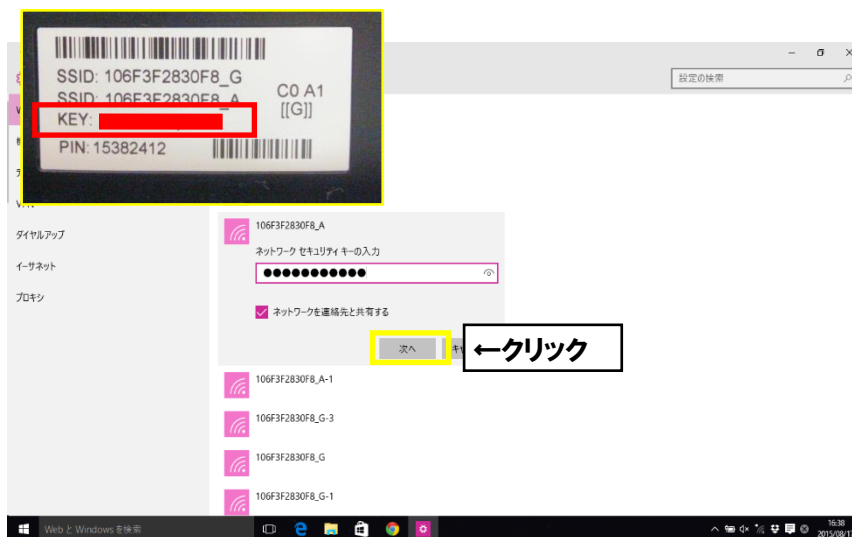 SSID: 106F3F2830F8_G
SSID: 106F3F2830F8_A
C0 A1
[[G]]
KEY:
PIN: 15382412
設定の検索
ダイヤルアップ
イーサネット
プロキシ
106F3F2830F8_A
ネットワーク セキュリティ キーの入力
●●●●●●●●●●●
ネットワークを連絡先と共有する
次へ
←クリック
106F3F2830F8_A-1
106F3F2830F8_G-3
106F3F2830F8_G
106F3F2830F8_G-1
Web と Windows を検索
16:38
2015/08/17